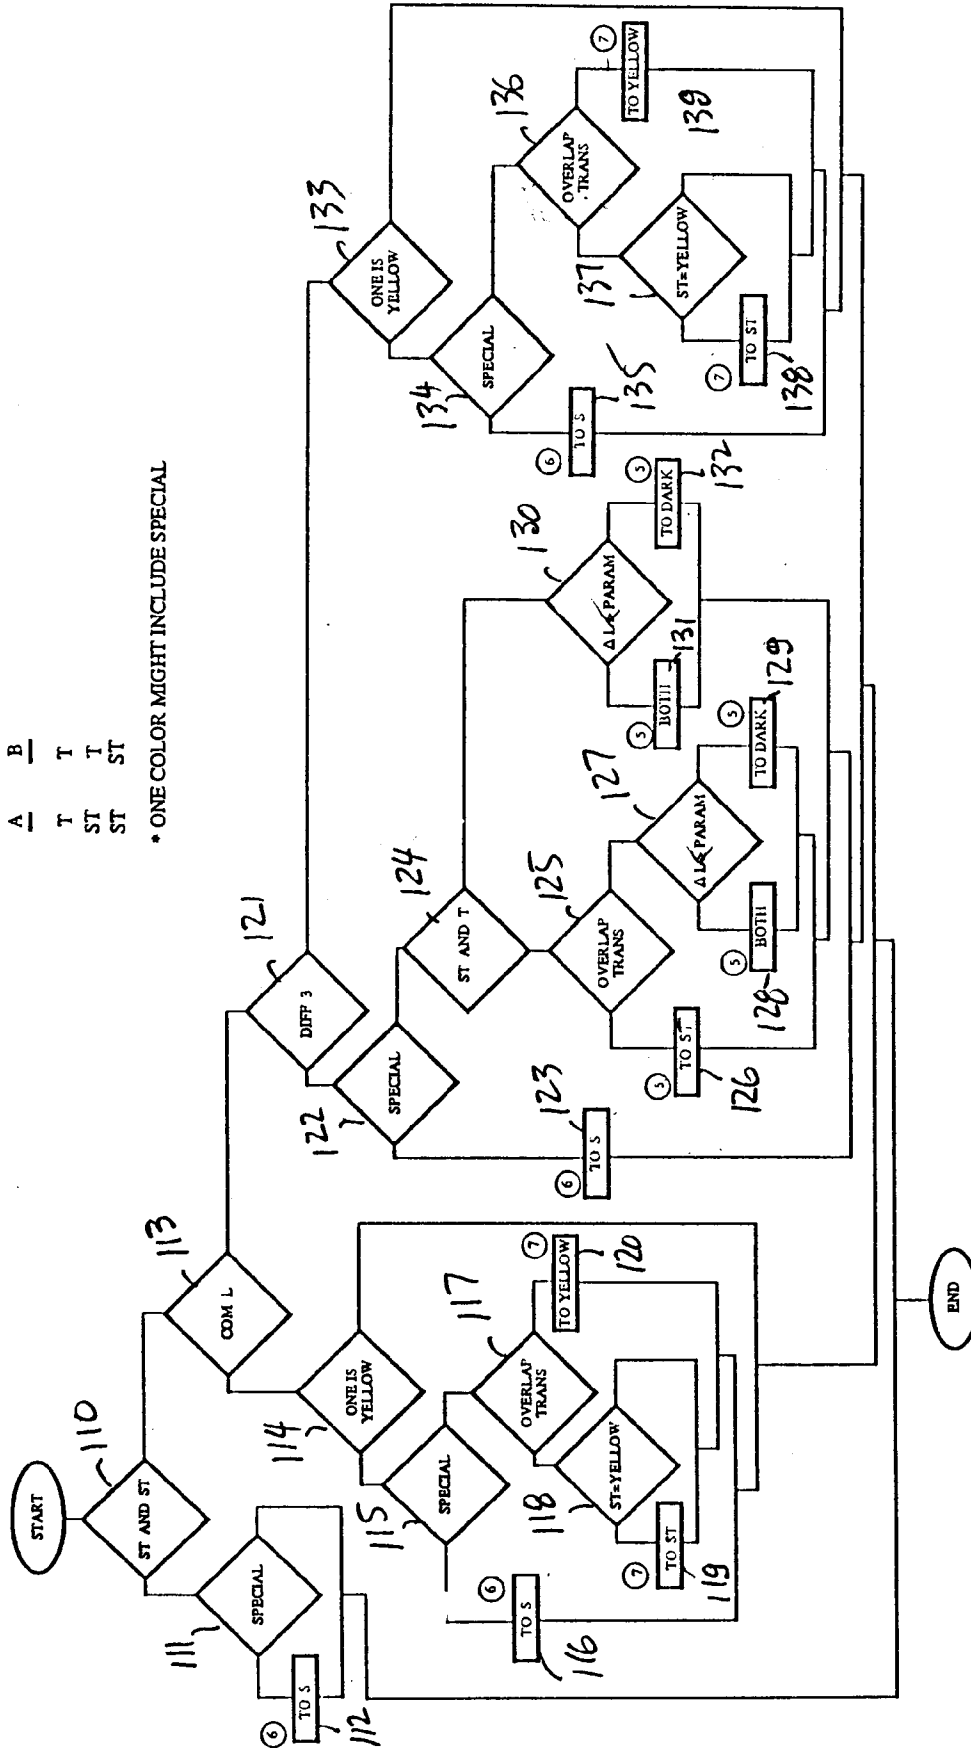 A B
T T
ST T
ST ST
* ONE COLOR MIGHT INCLUDE SPECIAL
START
ST AND ST
110
SPECIAL
111
6
TO S
112
COM L
113
ONE IS
YELLOW
114
SPECIAL
115
6
TO S
116
OVERLAP
TRANS
117
ST=YELLOW
118
7
TO ST
119
7
TO YELLOW
120
DIFF 3
121
SPECIAL
122
6
TO S
123
ST AND T
124
OVERLAP
TRANS
125
5
TO ST
126
Δ L< PARAM
127
5
BOTH
128
5
TO DARK
129
Δ L< PARAM
130
5
BOTH
131
5
TO DARK
132
ONE IS
YELLOW
133
SPECIAL
134
6
TO S
135
OVERLAP
TRANS
136
ST=YELLOW
137
7
TO ST
138
7
TO YELLOW
139
END